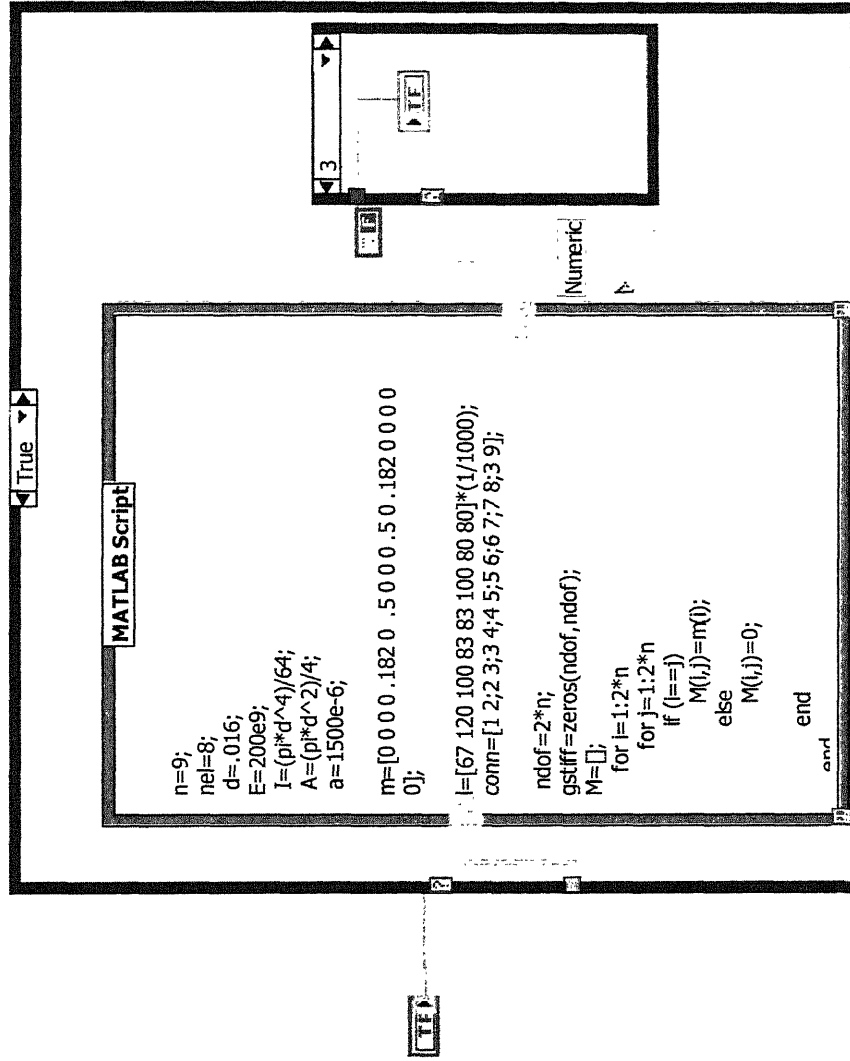 True
MATLAB Script
n=9;
nel=8;
d=.016;
E=200e9;
I=(pi*d^4)/64;
A=(pi*d^2)/4;
a=1500e-6;
m=[0 0 0 0 .182 0 .5 0 0 0 .5 0 .182 0 0 0 0
0];
l=[67 120 100 83 83 100 80 80]*(1/1000);
conn=[1 2;2 3;3 4;4 5;5 6;6 7;7 8;3 9];
ndof=2*n;
gstiff=zeros(ndof,ndof);
M=[];
for i=1:2*n
for j=1:2*n
if (i==j)
M(i,j)=m(i);
else
M(i,j)=0;
end
end
Numeric
3
TF
TF